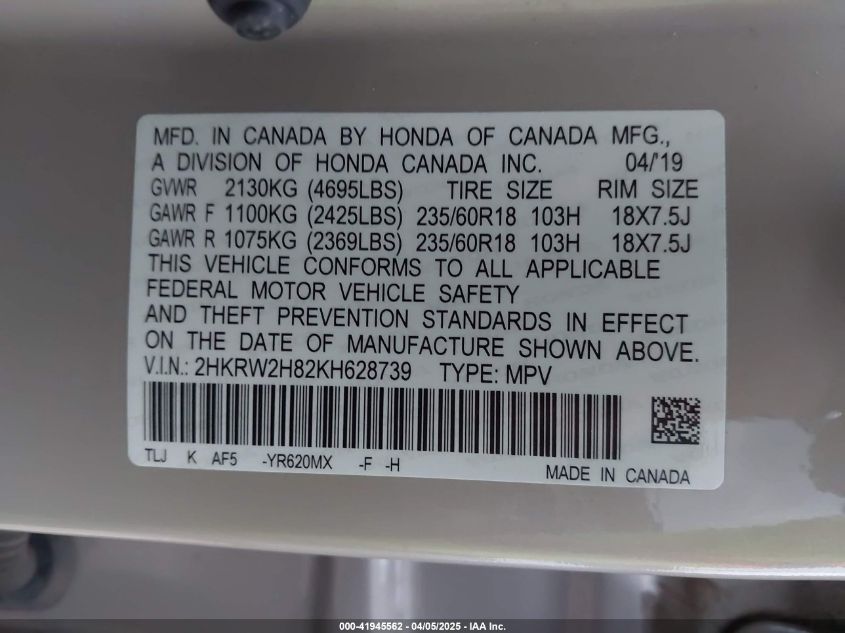 MFD. IN CANADA BY HONDA OF CANADA MFG.,
A DIVISION OF HONDA CANADA INC. 04/'19
GVWR 2130KG (4695LBS) TIRE SIZE RIM SIZE
GAWR F 1100KG (2425LBS) 235/60R18 103H 18X7.5J
GAWR R 1075KG (2369LBS) 235/60R18 103H 18X7.5J
THIS VEHICLE CONFORMS TO ALL APPLICABLE
FEDERAL MOTOR VEHICLE SAFETY
AND THEFT PREVENTION STANDARDS IN EFFECT
ON THE DATE OF MANUFACTURE SHOWN ABOVE.
V.I.N.: 2HKRW2H82KH628739 TYPE: MPV
TLJ K AF5 -YR620MX -F -H
MADE IN CANADA
000-41945562 - 04/05/2025 - IAA Inc.